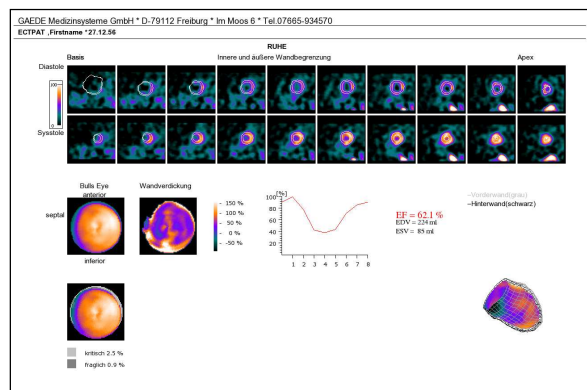 GAEDE Medizinsysteme GmbH * D-79112 Freiburg * Im Moos 6 * Tel.07665-934570
ECTPAT ,Firstname *27.12.56
RUHE
Basis Innere und äußere Wandbegrenzung Apex
Diastole
100
0
Sysstole
Bulls Eye
anterior
septal
inferior
Wandverdickung
150 %
100 %
50 %
0 %
-50 %
[%]
100
80
60
40
20
1 2 3 4 5 6 7 8
EF = 62.1 %
EDV = 224 ml
ESV = 85 ml
–Vorderwand(grau)
–Hinterwand(schwarz)
kritisch 2.5 %
fraglich 0.9 %